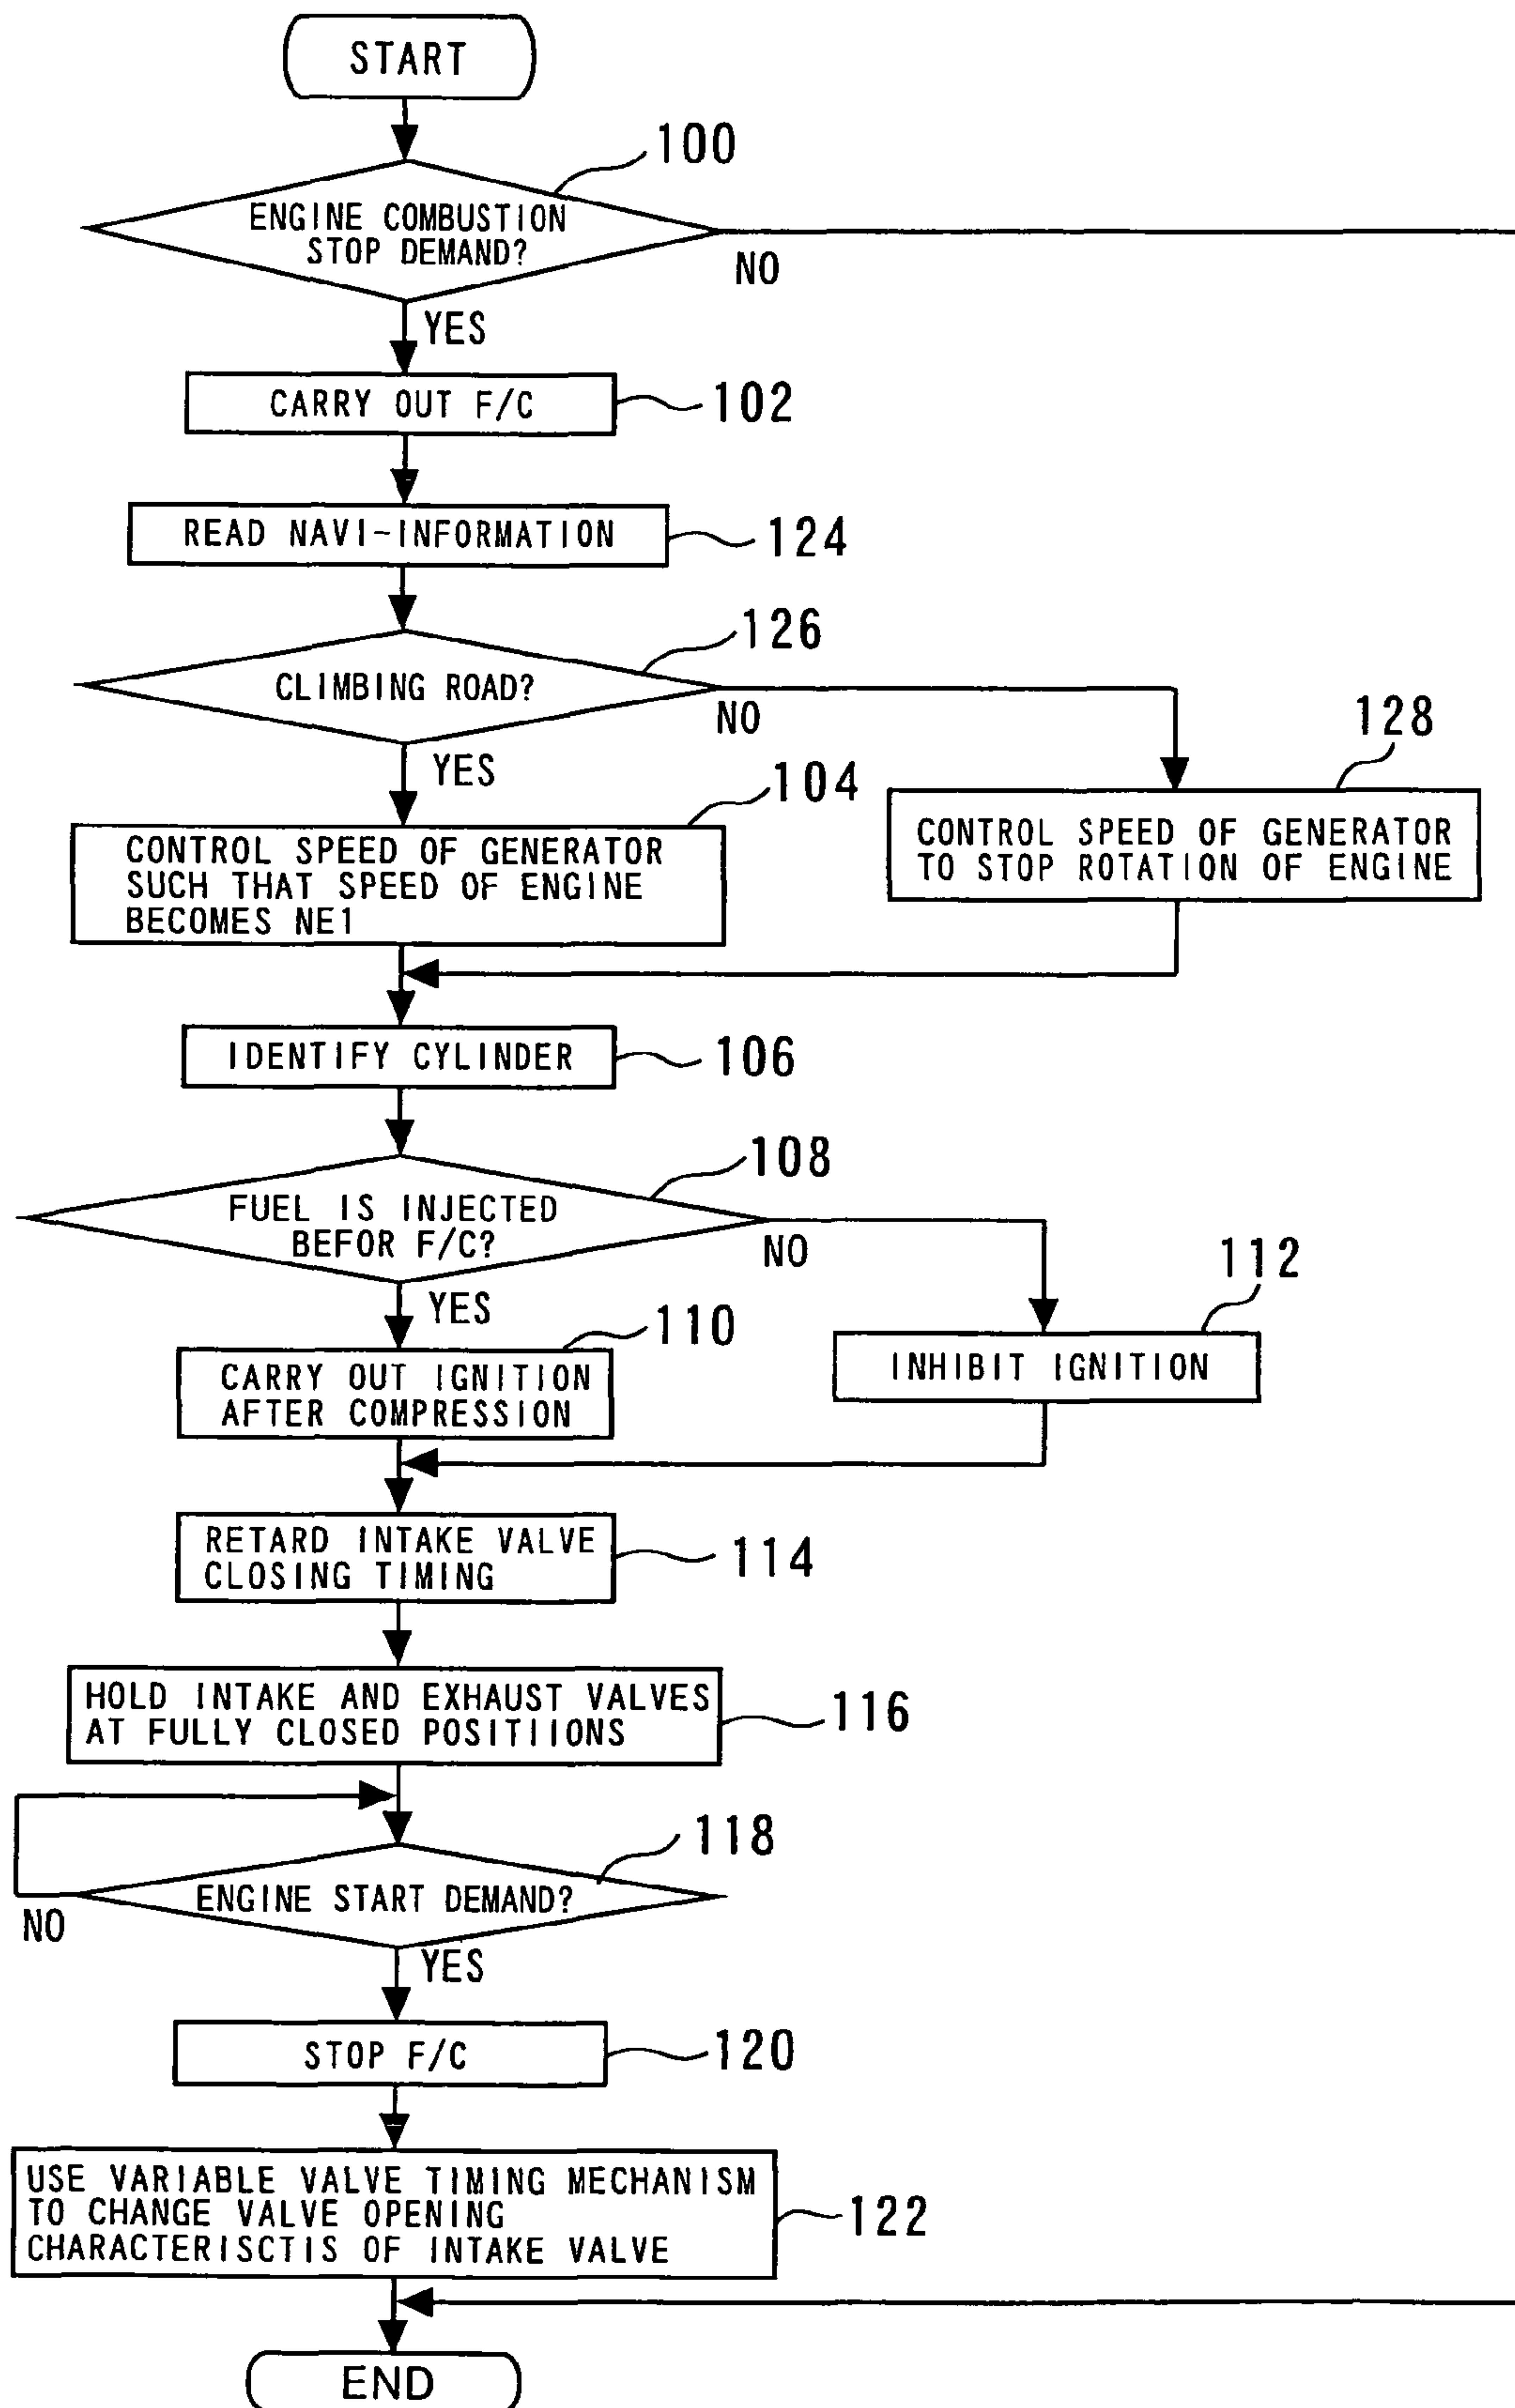 START
100
ENGINE COMBUSTION
STOP DEMAND?
NO
YES
CARRY OUT F/C
102
READ NAVI-INFORMATION
124
126
CLIMBING ROAD?
NO
YES
128
104
CONTROL SPEED OF GENERATOR
SUCH THAT SPEED OF ENGINE
BECOMES NE1
CONTROL SPEED OF GENERATOR
TO STOP ROTATION OF ENGINE
IDENTIFY CYLINDER
106
108
FUEL IS INJECTED
BEFOR F/C?
NO
YES
112
110
CARRY OUT IGNITION
AFTER COMPRESSION
INHIBIT IGNITION
RETARD INTAKE VALVE
CLOSING TIMING
114
HOLD INTAKE AND EXHAUST VALVES
AT FULLY CLOSED POSITIIONS
116
118
ENGINE START DEMAND?
NO
YES
STOP F/C
120
USE VARIABLE VALVE TIMING MECHANISM
TO CHANGE VALVE OPENING
CHARACTERISCTIS OF INTAKE VALVE
122
END